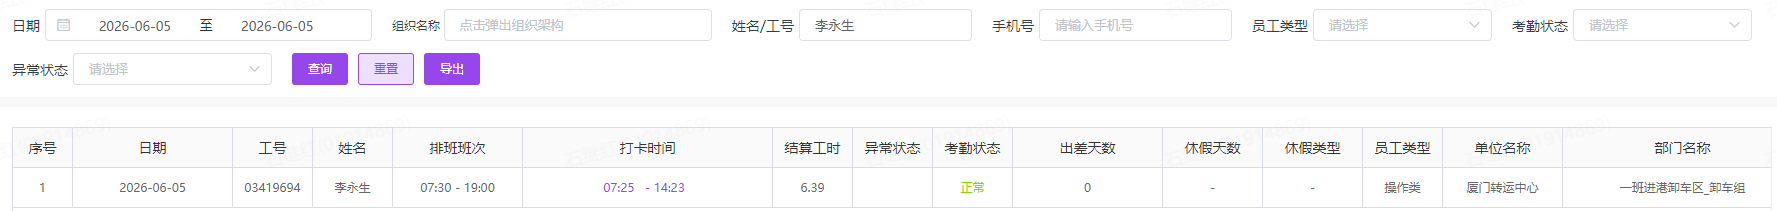 日期 2026-06-05 至 2026-06-05 组织名称 点击弹出组织架构 姓名/工号 李永生 手机号 请输入手机号 员工类型 请选择 考勤状态 请选择
异常状态 请选择 查询 重置 导出
序号 日期 工号 姓名 排班班次 打卡时间 结算工时 异常状态 考勤状态 出差天数 休假天数 休假类型 员工类型 单位名称 部门名称
1 2026-06-05 03419694 李永生 07:30 - 19:00 07:25 - 14:23 6.39 正常 0 - - 操作类 厦门转运中心 一班进港卸车区_卸车组